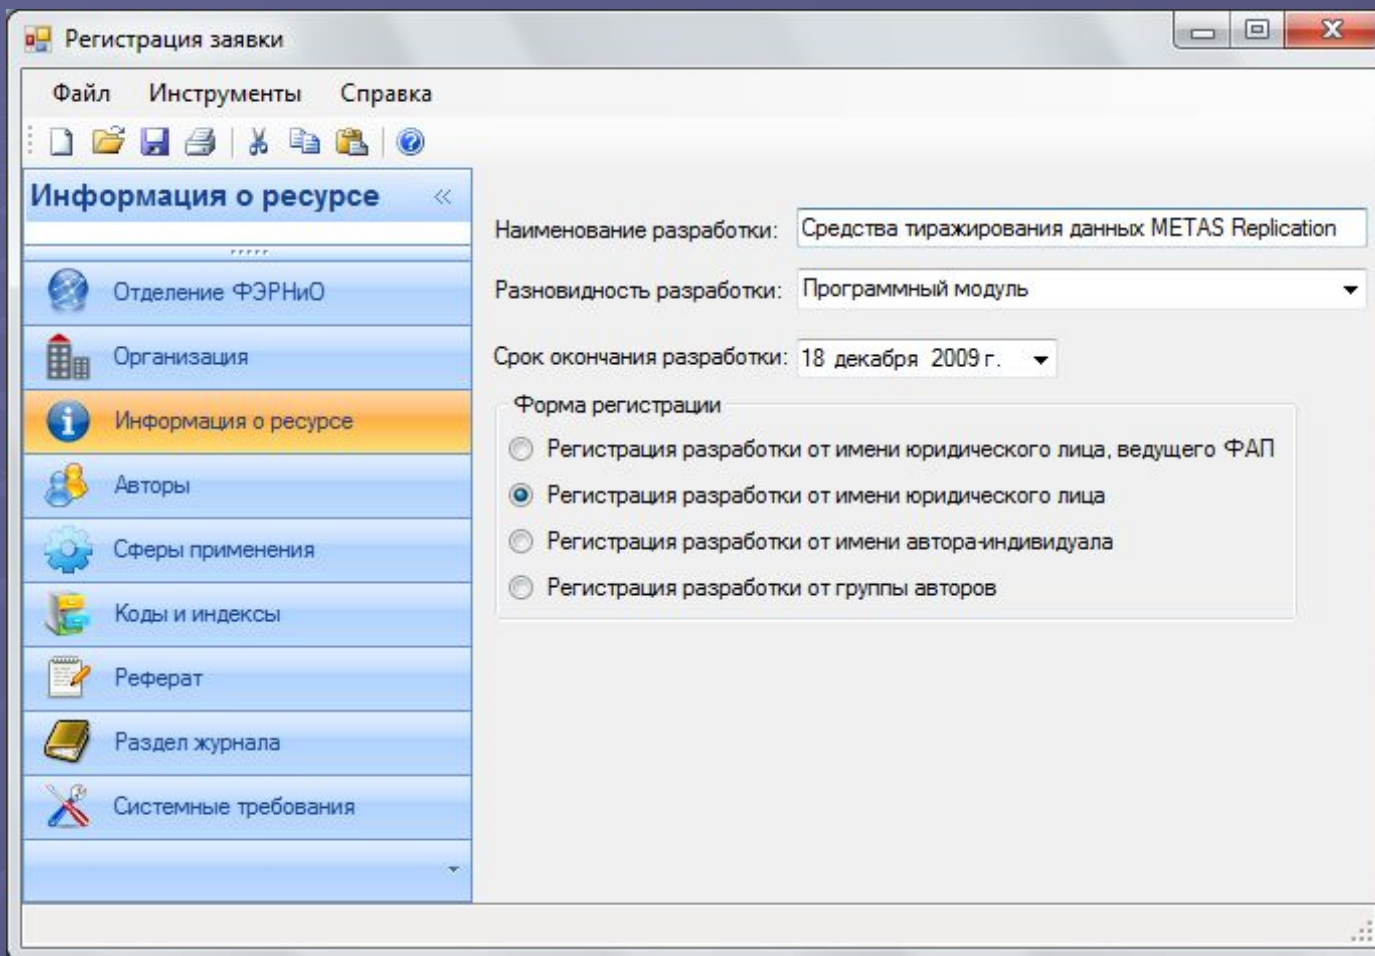 Регистрация заявки
Файл Инструменты Справка
Информация о ресурсе
Отделение ФЭРНиО
Организация
Информация о ресурсе
Авторы
Сферы применения
Коды и индексы
Реферат
Раздел журнала
Системные требования
Наименование разработки: Средства тиражирования данных METAS Replication
Разновидность разработки: Программный модуль
Срок окончания разработки: 18 декабря 2009 г.
Форма регистрации
Регистрация разработки от имени юридического лица, ведущего ФАП
Регистрация разработки от имени юридического лица
Регистрация разработки от имени автора-индивидуала
Регистрация разработки от группы авторов